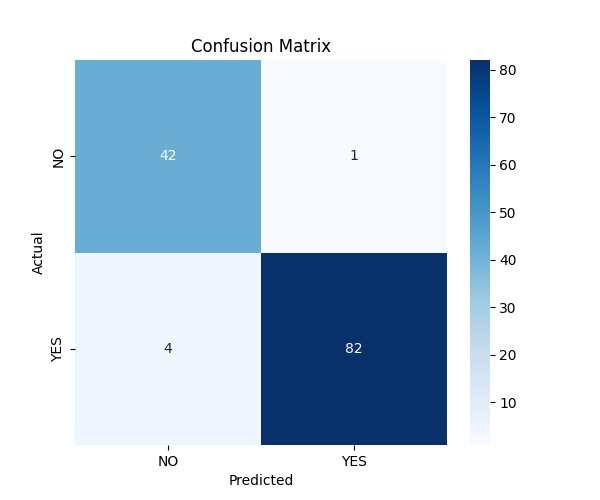 Confusion Matrix
Actual
NO
42
1
YES
4
82
NO
YES
Predicted
80
70
60
50
40
30
20
10